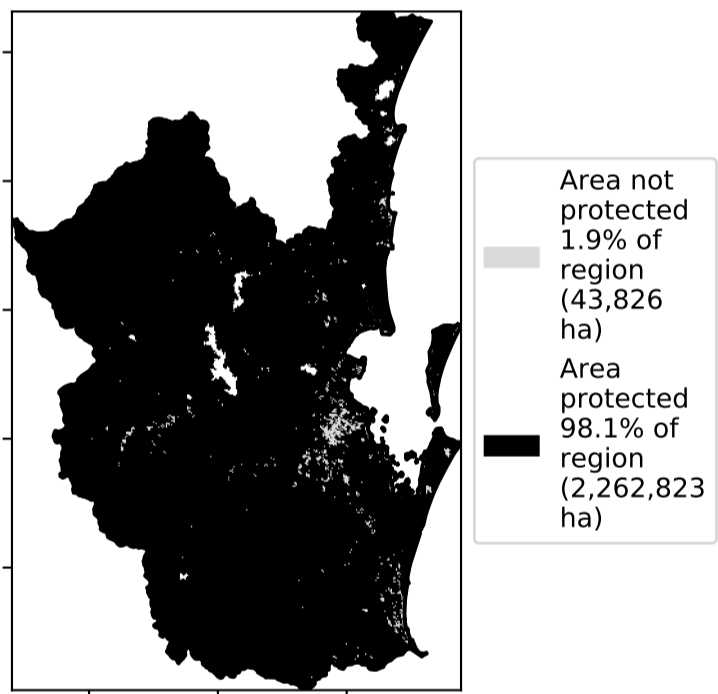 Area not
protected
1.9% of
region
(43,826
ha)
Area
protected
98.1% of
region
(2,262,823
ha)